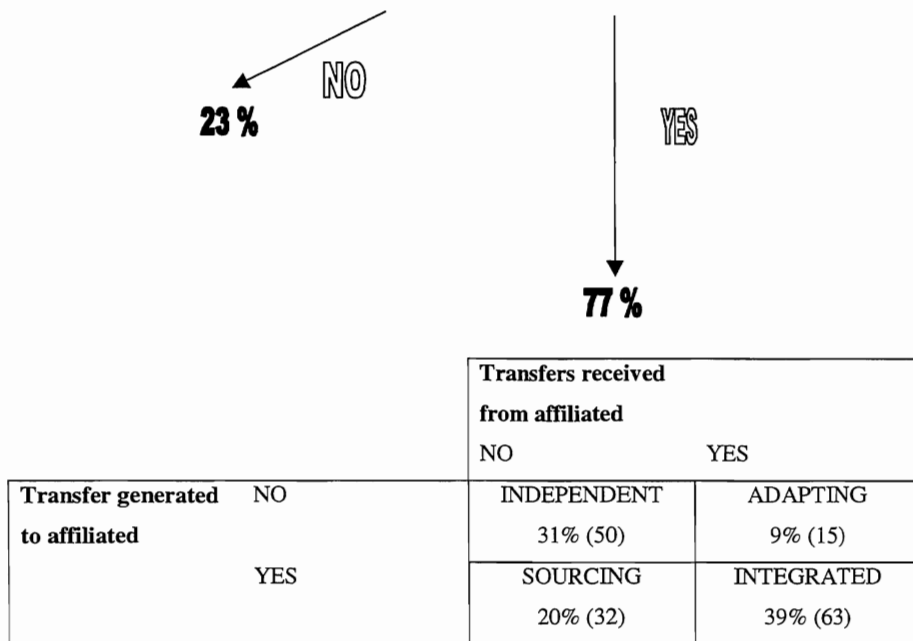 NO
23 %
YES
77 %
Transfers received
from affiliated
NO YES
Transfer generated NO INDEPENDENT ADAPTING
to affiliated 31% (50) 9% (15)
YES SOURCING INTEGRATED
20% (32) 39% (63)